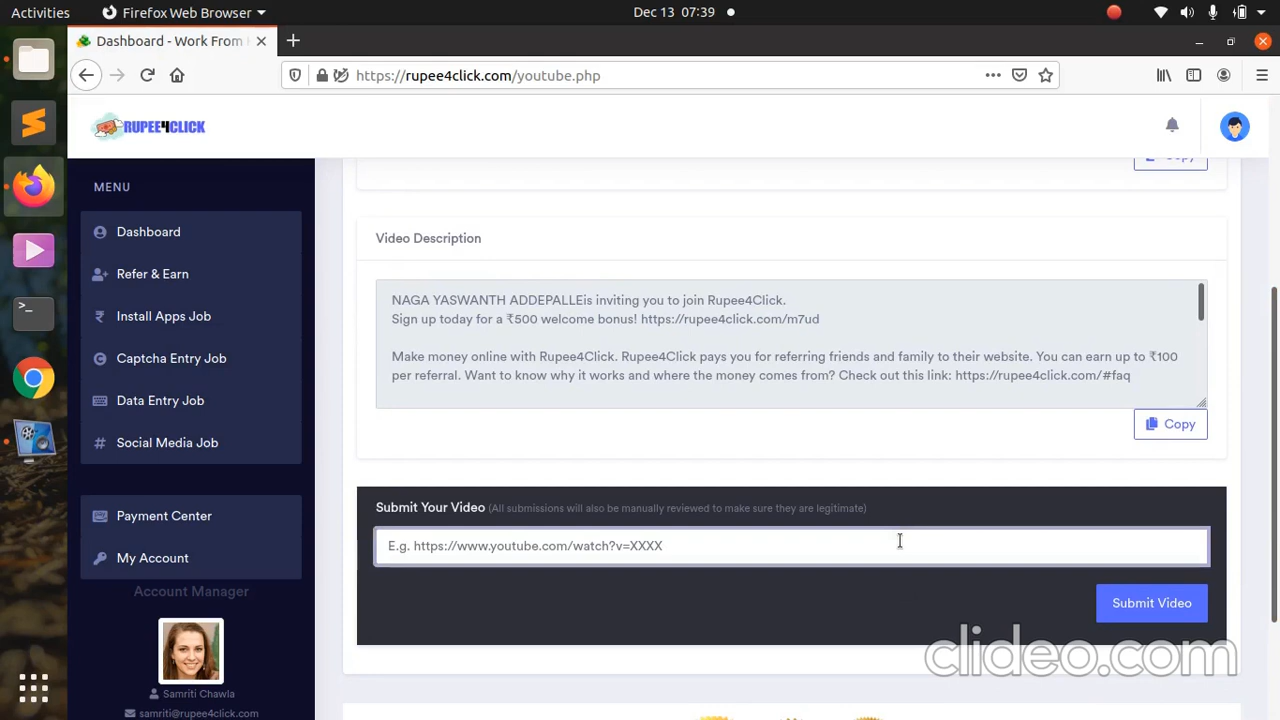 Activities
Firefox Web Browser
Dec 13 07:39
Dashboard - Work From
https://rupee4click.com/youtube.php
RUPEE4CLICK
MENU
Dashboard
Refer & Earn
Install Apps Job
Captcha Entry Job
Data Entry Job
Social Media Job
Payment Center
My Account
Account Manager
Samriti Chawla
samriti@rupee4click.com
Copy
Video Description
NAGA YASWANTH ADDEPALLEis inviting you to join Rupee4Click.
Sign up today for a ₹500 welcome bonus! https://rupee4click.com/m7ud
Make money online with Rupee4Click. Rupee4Click pays you for referring friends and family to their website. You can earn up to ₹100
per referral. Want to know why it works and where the money comes from? Check out this link: https://rupee4click.com/#faq
Copy
Submit Your Video (All submissions will also be manually reviewed to make sure they are legitimate)
E.g. https://www.youtube.com/watch?v=XXXX
Submit Video
clideo.com